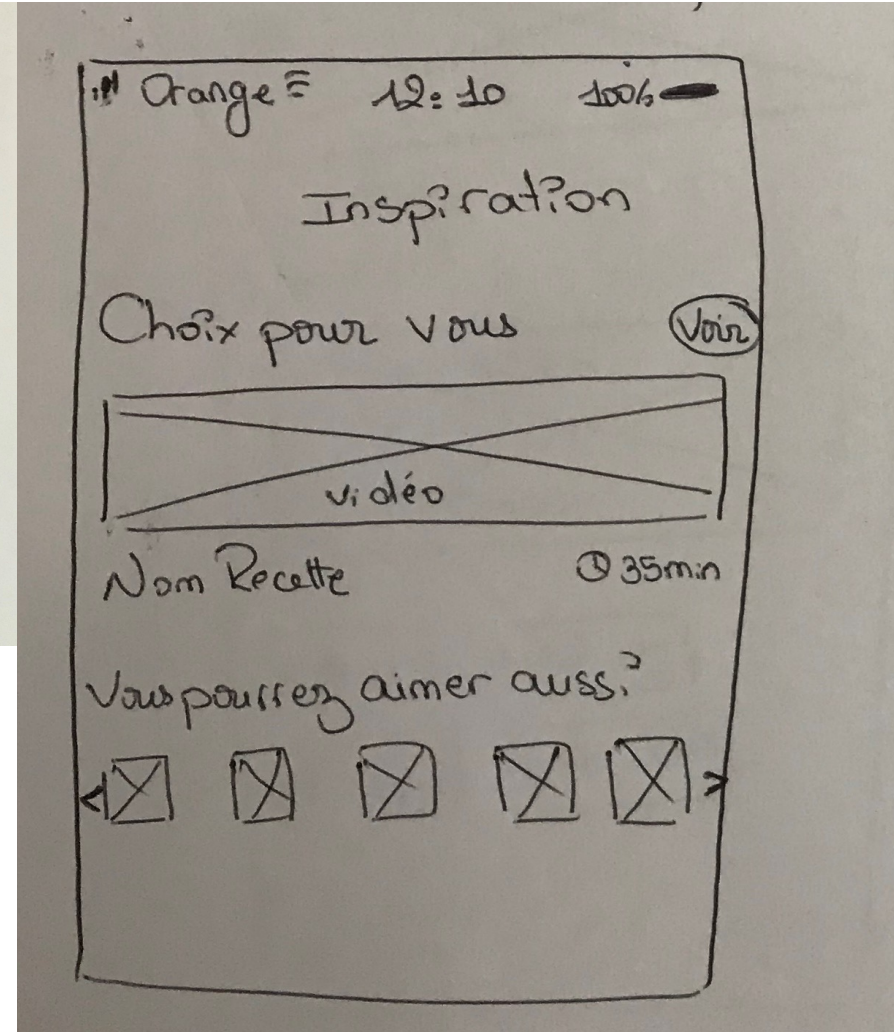 Orange 12:10 100%
Inspiration
Choix pour vous Voir
vidéo
Nom Recette 35min
Vous pourrez aimer aussi